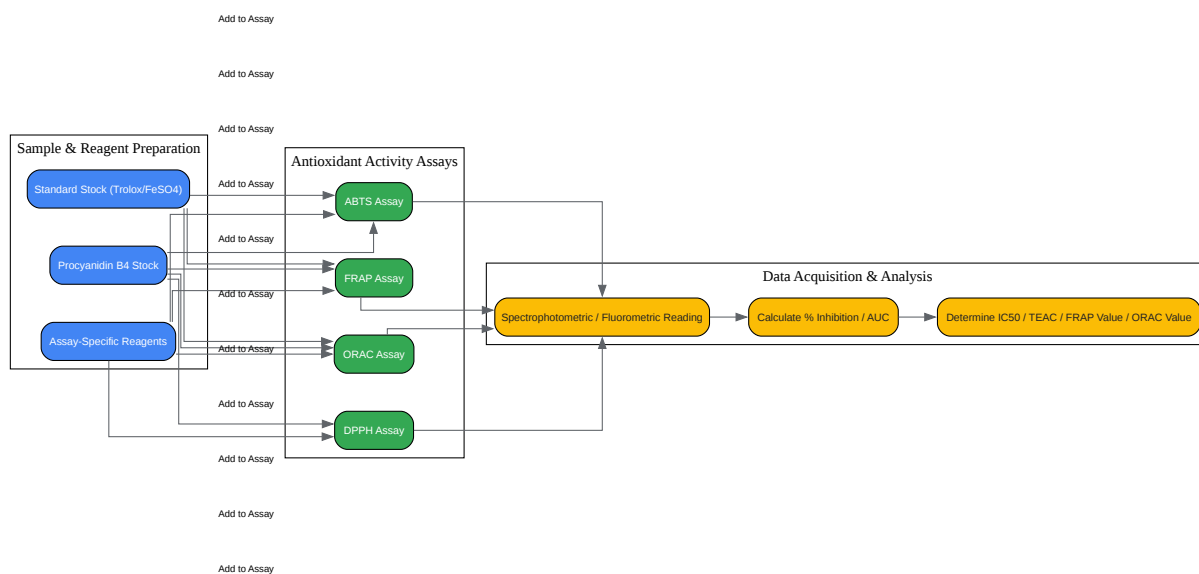 Add to Assay
Add to Assay
Add to Assay
Sample & Reagent Preparation
Standard Stock (Trolox/FeSO4)
Procyanidin B4 Stock
Assay-Specific Reagents
Add to Assay
Add to Assay
Add to Assay
Add to Assay
Add to Assay
Add to Assay
Add to Assay
Add to Assay
Antioxidant Activity Assays
ABTS Assay
FRAP Assay
ORAC Assay
DPPH Assay
Data Acquisition & Analysis
Spectrophotometric / Fluorometric Reading
Calculate % Inhibition / AUC
Determine IC50 / TEAC / FRAP Value / ORAC Value